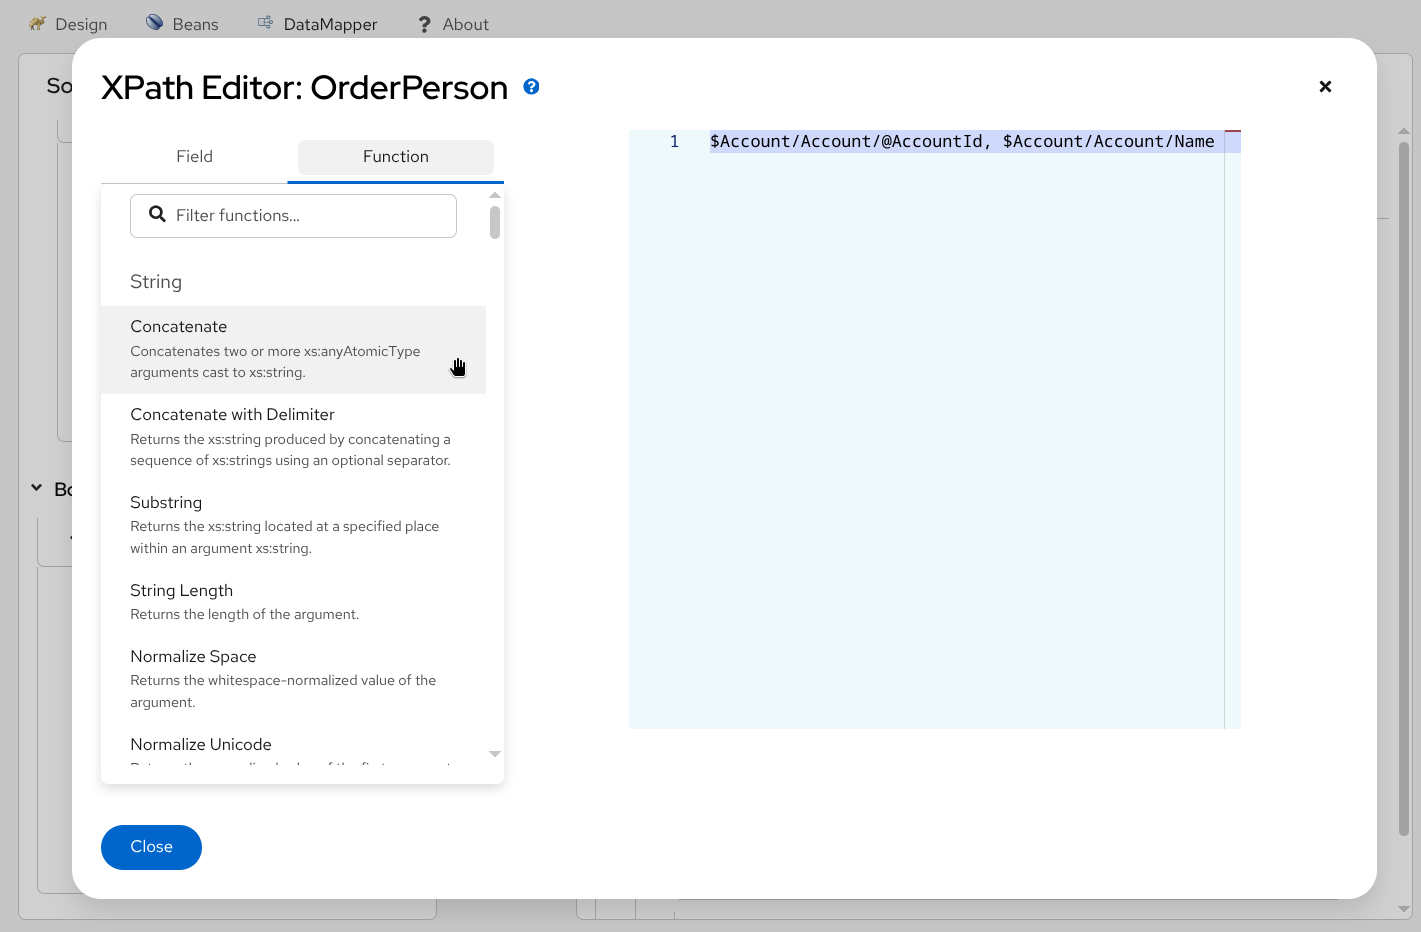 Design Beans DataMapper ? About
XPath Editor: OrderPerson ?
Field Function
Filter functions...
String
Concatenate
Concatenates two or more xs:anyAtomicType
arguments cast to xs:string.
Concatenate with Delimiter
Returns the xs:string produced by concatenating a
sequence of xs:strings using an optional separator.
Substring
Returns the xs:string located at a specified place
within an argument xs:string.
String Length
Returns the length of the argument.
Normalize Space
Returns the whitespace-normalized value of the
argument.
Normalize Unicode
1 $Account/Account/@AccountId, $Account/Account/Name
Close